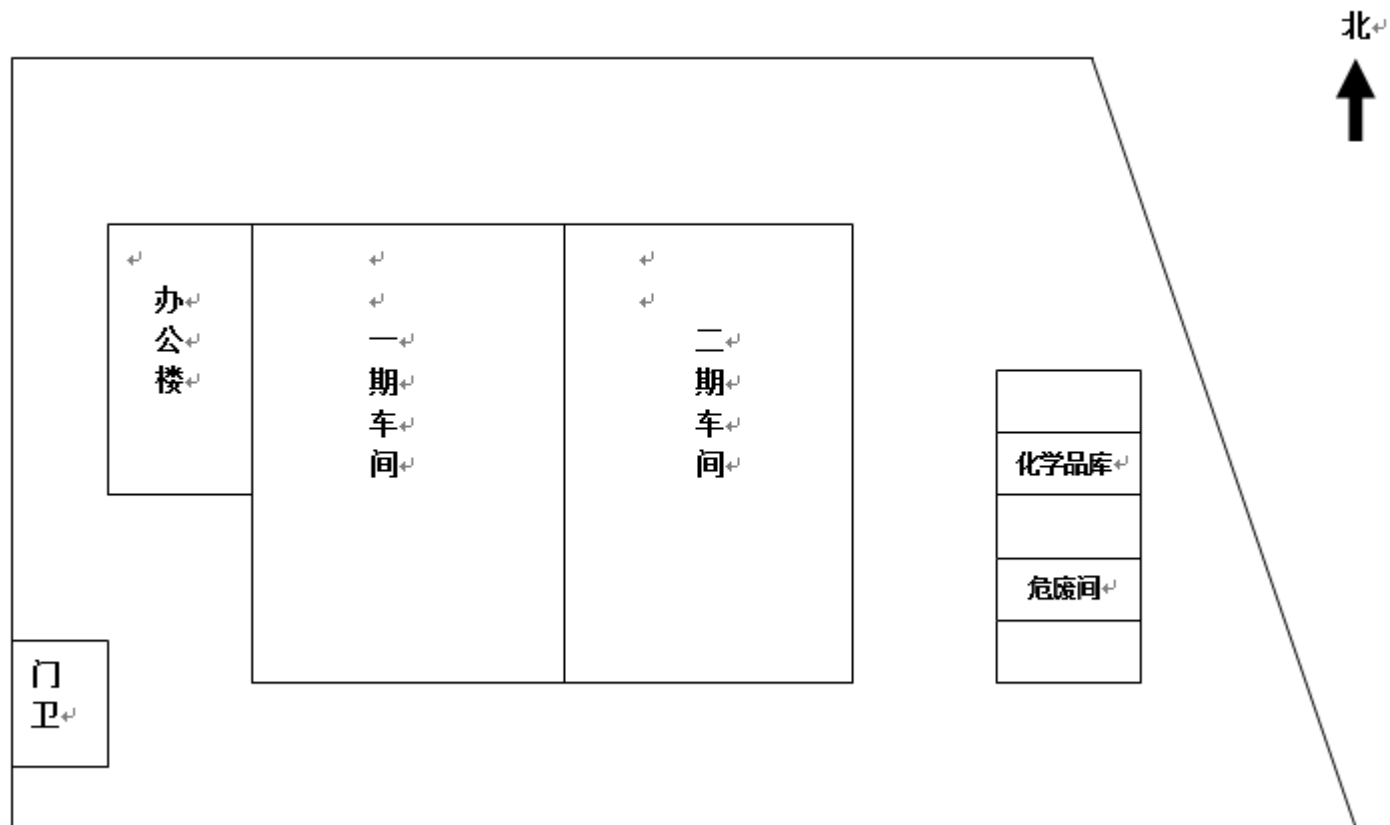 北
办
公
楼
一
期
车
间
二
期
车
间
化学品库
危废间
门
卫